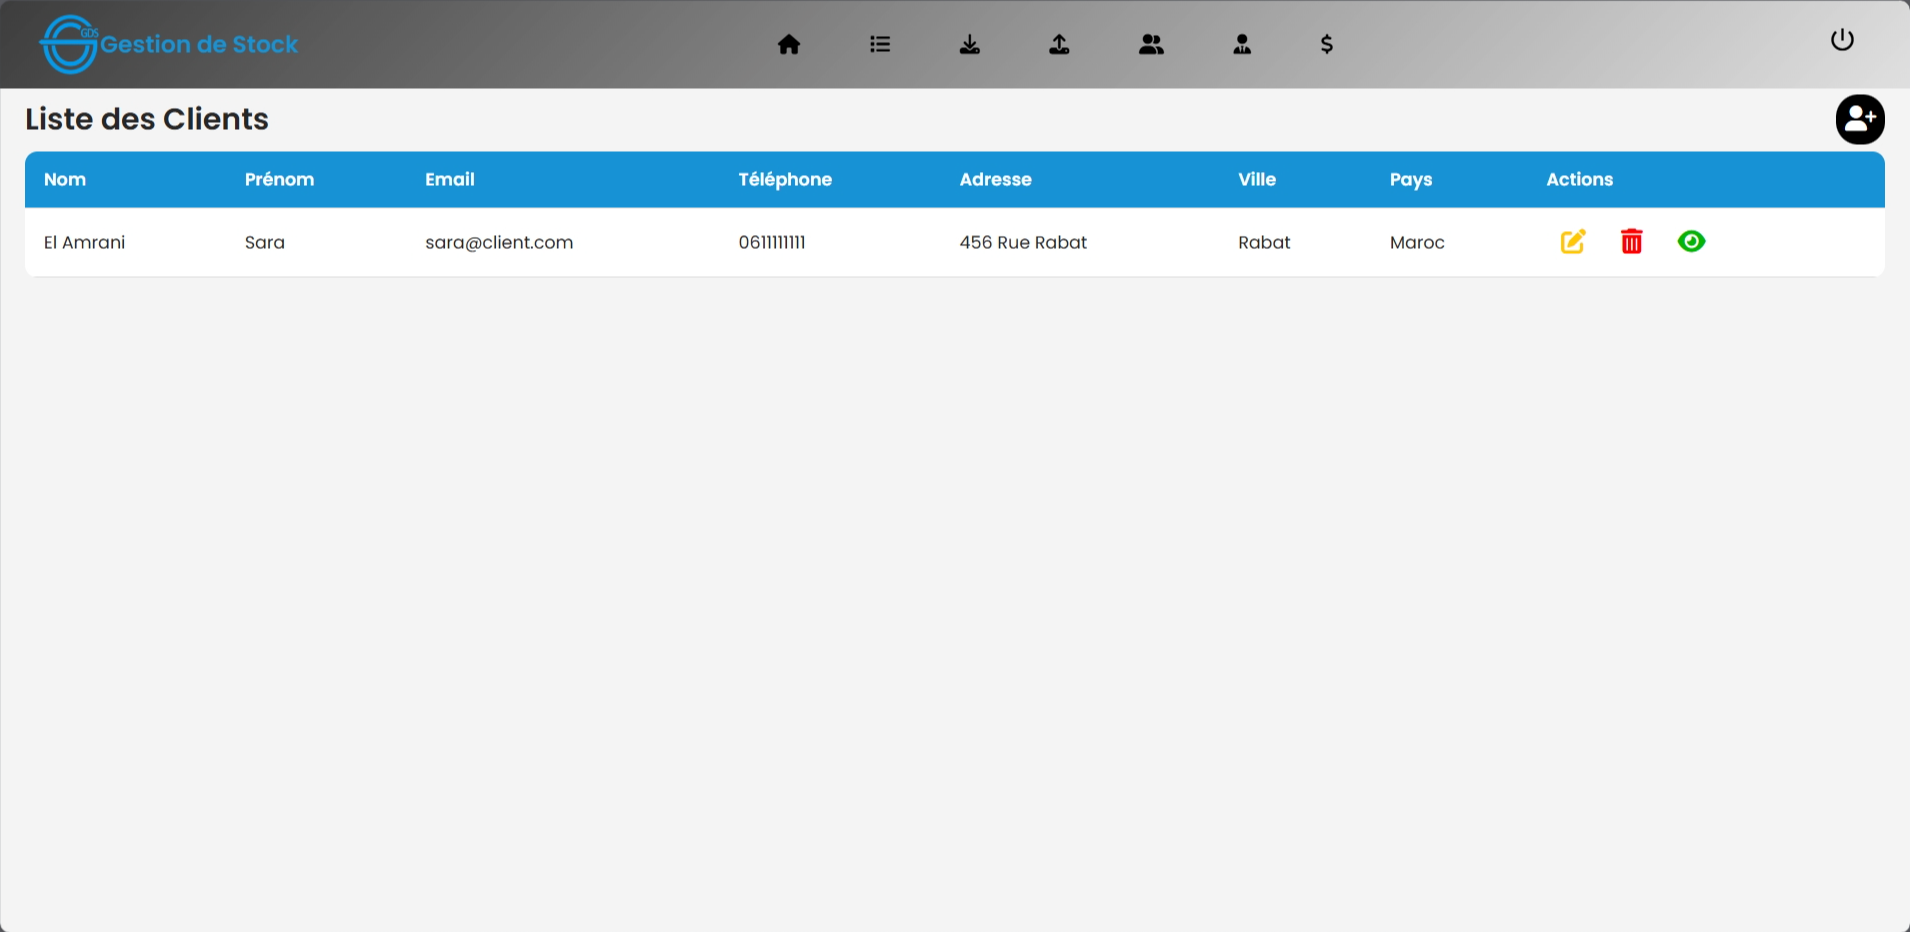 GDS
Gestion de Stock
Liste des Clients
Nom Prénom Email Téléphone Adresse Ville Pays Actions
El Amrani Sara sara@client.com 0611111111 456 Rue Rabat Rabat Maroc